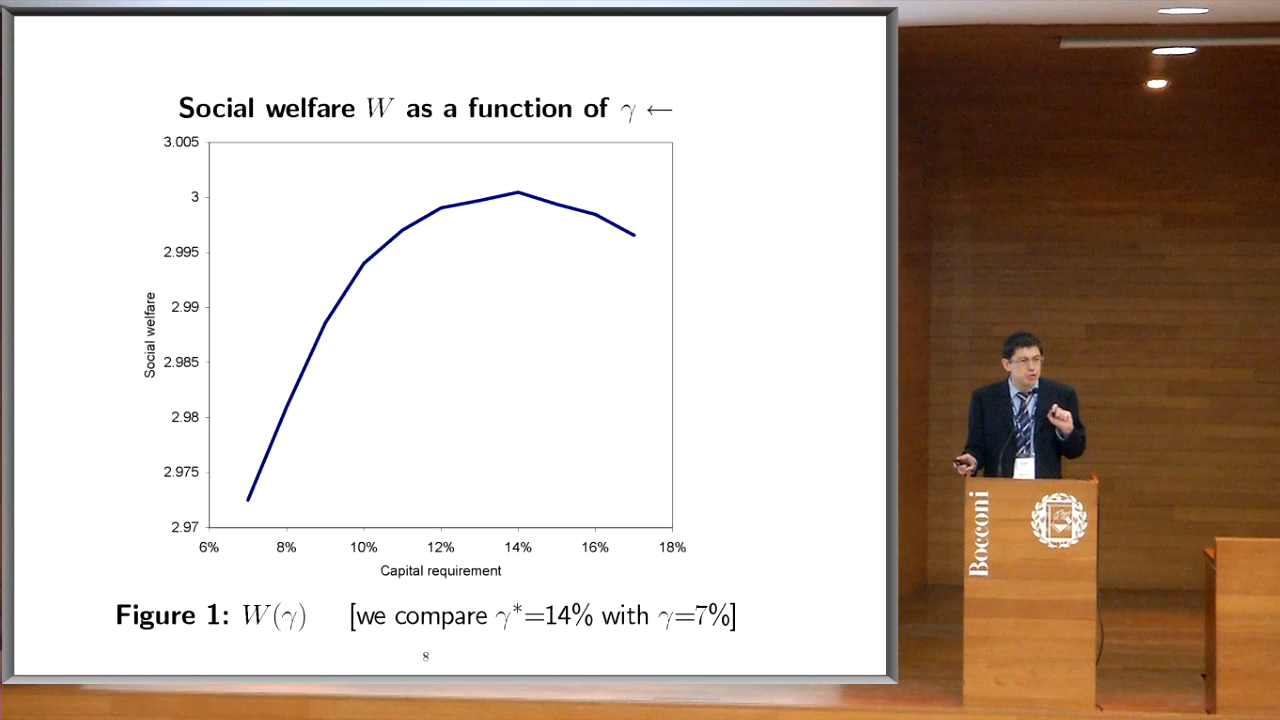 Social welfare W as a function of γ ←
3.005
3
2.995
2.99
2.985
2.98
2.975
2.97
Social welfare
6% 8% 10% 12% 14% 16% 18%
Capital requirement
Figure 1: W(γ) [we compare γ*=14% with γ=7%]
8
Bocconi